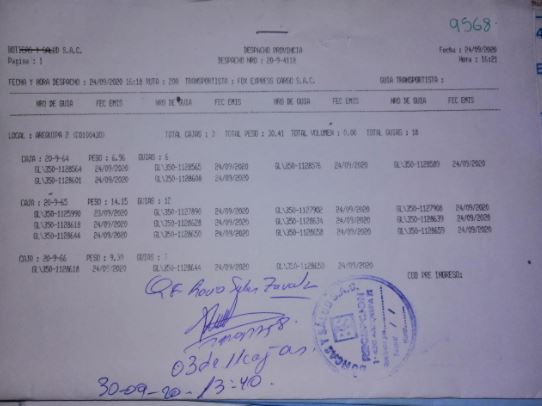 9568.
S.A.C. DESPACHO PROVINCIA Fecha : 24/09/2020
Pagina : 1 DESPACHO NRO : 20-9-4118 Hora : 16:21
FECHA Y HORA DESPACHO : 24/09/2020 16:18 RUTA : 200 TRANSPORTISTA : FOX EXPRESS CARGO S.A.C. GUIA TRANSPORTISTA :
NRO DE GUIA FEC EMIS NRO DE GUIA FEC EMIS NRO DE GUIA FEC EMIS NRO DE GUIA FEC EMIS
LOCAL : AREQUIPA 2 TOTAL CAJAS : 3 TOTAL PESO : 30.41 TOTAL VOLUMEN : 0.00 TOTAL GUIAS : 18
CAJA : 20-9-64 PESO : 6.96 GUIAS : 6
GL\350-1128564 24/09/2020 GL\350-1128565 24/09/2020 GL\350-1128576 24/09/2020 GL\350-1128589 24/09/2020
GL\350-1128601 24/09/2020 GL\350-1128608 24/09/2020
CAJA : 20-9-65 PESO : 14.15 GUIAS : 12
GL\350-1125990 23/09/2020 GL\350-1127890 24/09/2020 GL\350-1127902 24/09/2020 GL\350-1127908 24/09/2020
GL\350-1128618 24/09/2020 GL\350-1128628 24/09/2020 GL\350-1128634 24/09/2020 GL\350-1128639 24/09/2020
GL\350-1128644 24/09/2020 GL\350-1128650 24/09/2020 GL\350-1128658 24/09/2020 GL\350-1128659 24/09/2020
CAJA : 20-9-66 PESO : 9.30 GUIAS :
GL\350-1128618 24/09/2020 GL\350-1128644 24/09/2020 GL\350-1128650 24/09/2020
COD PRE INGRESO:
QF Rova
03 de
30-09-20- 13:40.